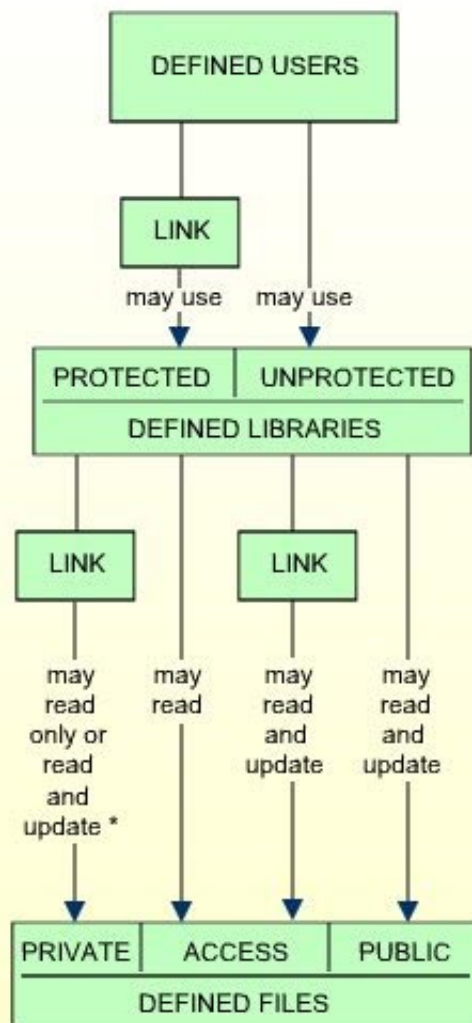 DEFINED USERS
LINK
may use
may use
PROTECTED
UNPROTECTED
DEFINED LIBRARIES
LINK
LINK
may
read
only or
read
and
update *
may
read
may
read
and
update
may
read
and
update
PRIVATE
ACCESS
PUBLIC
DEFINED FILES